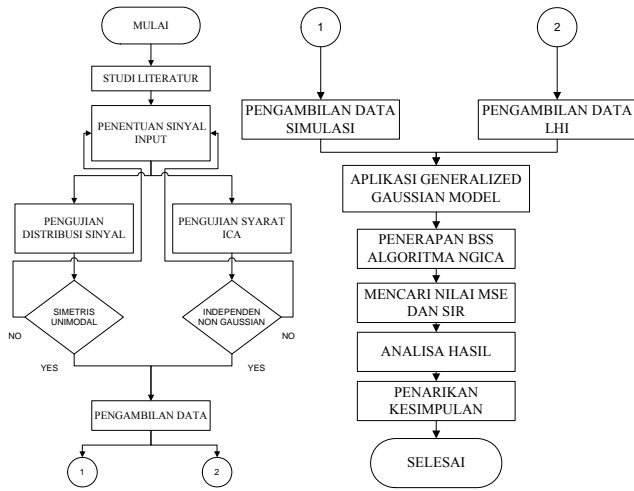 MULAI
STUDI LITERATUR
PENENTUAN SINYAL
INPUT
PENGUJIAN
DISTRIBUSI SINYAL
PENGUJIAN SYARAT
ICA
SIMETRIS
UNIMODAL
INDEPENDEN
NON GAUSSIAN
NO
NO
YES
YES
PENGAMBILAN DATA
1
2
1
2
PENGAMBILAN DATA
SIMULASI
PENGAMBILAN DATA
LHI
APLIKASI GENERALIZED
GAUSSIAN MODEL
PENERAPAN BSS
ALGORITMA NGICA
MENCARI NILAI MSE
DAN SIR
ANALISA HASIL
PENARIKAN
KESIMPULAN
SELESAI